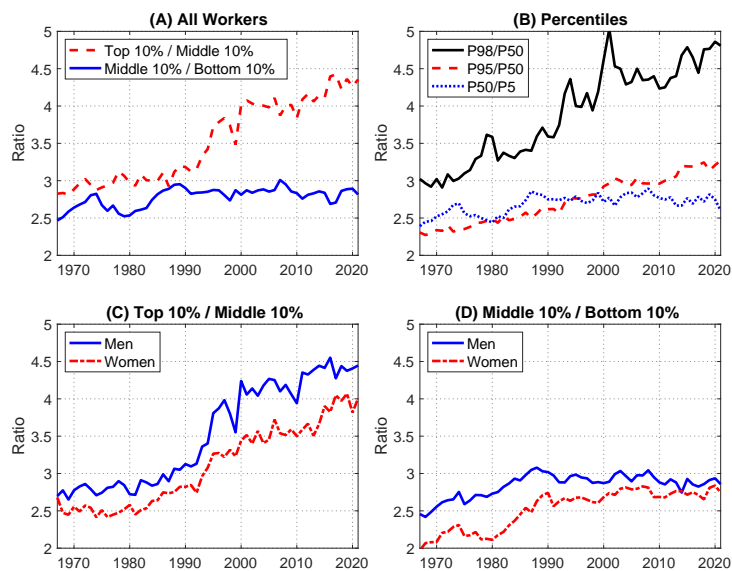 (A) All Workers
5
4.5
4
3.5
3
2.5
2
Ratio
Top 10% / Middle 10%
Middle 10% / Bottom 10%
1970 1980 1990 2000 2010 2020
(B) Percentiles
5
4.5
4
3.5
3
2.5
2
Ratio
P98/P50
P95/P50
P50/P5
1970 1980 1990 2000 2010 2020
(C) Top 10% / Middle 10%
5
4.5
4
3.5
3
2.5
2
Ratio
Men
Women
1970 1980 1990 2000 2010 2020
(D) Middle 10% / Bottom 10%
5
4.5
4
3.5
3
2.5
2
Ratio
Men
Women
1970 1980 1990 2000 2010 2020